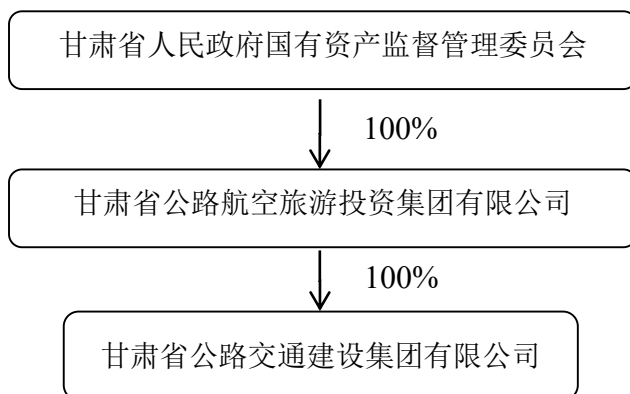 甘肃省人民政府国有资产监督管理委员会
100%
甘肃省公路航空旅游投资集团有限公司
100%
甘肃省公路交通建设集团有限公司